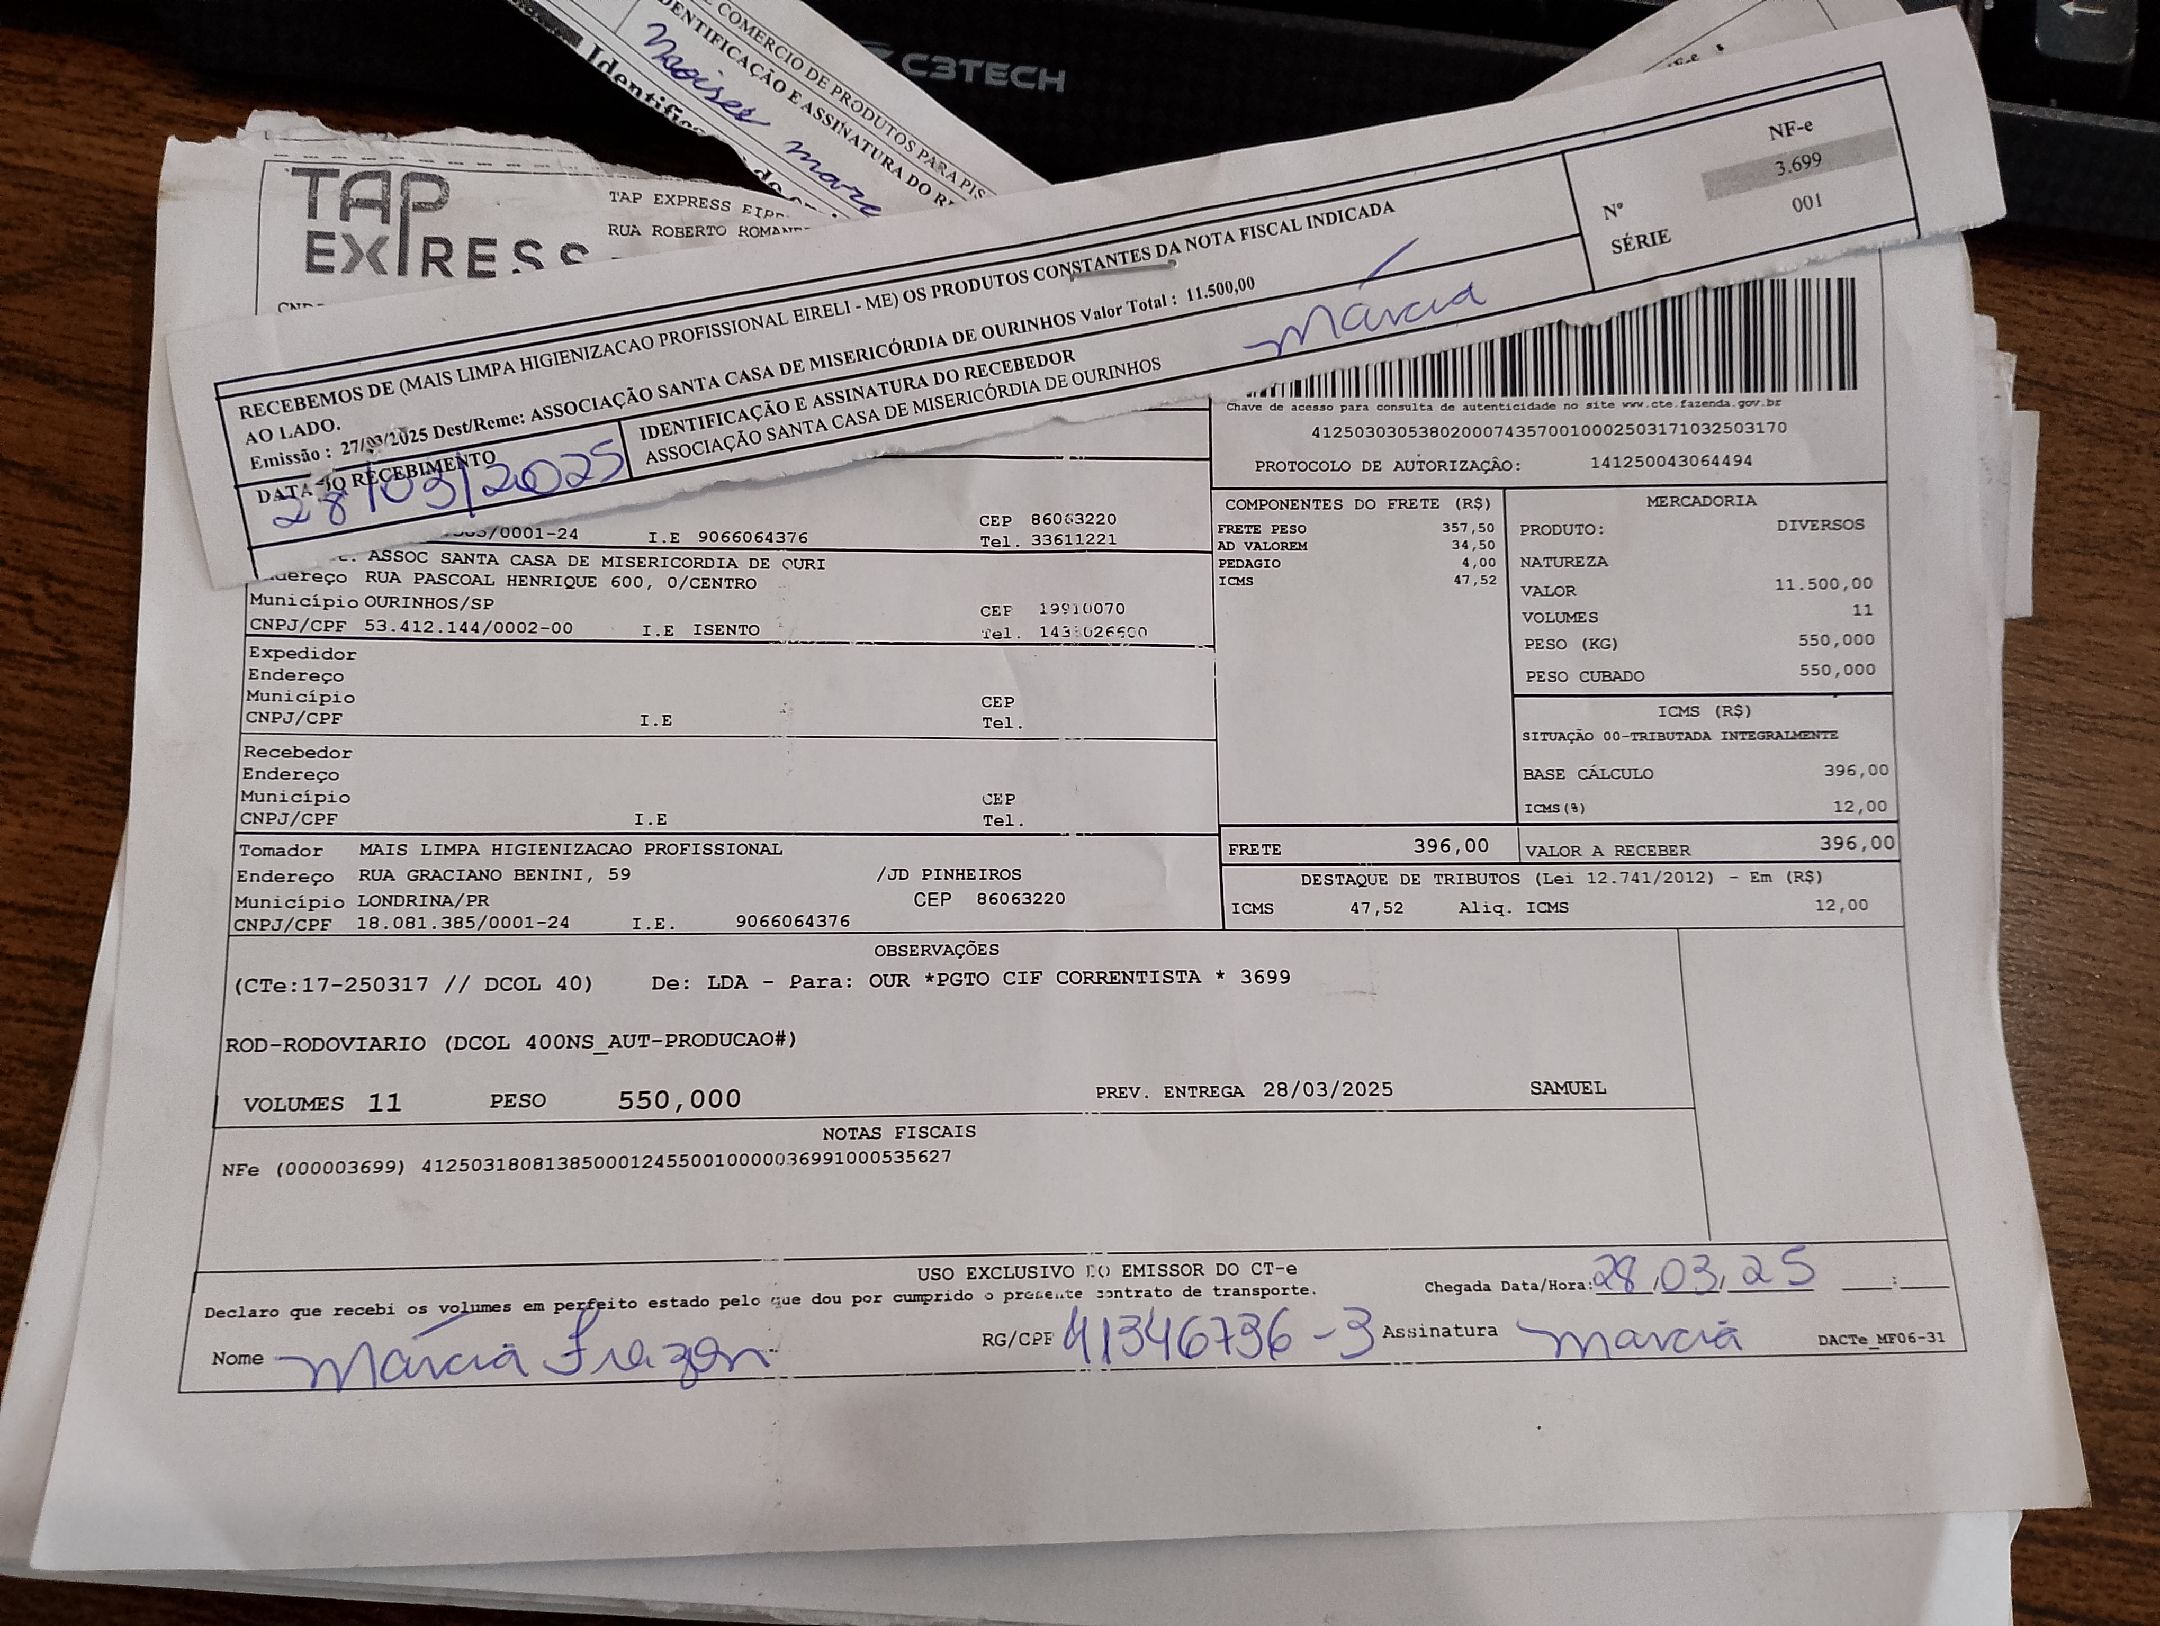 C3TECH
COMERCIO DE PRODUTOS PARA PIS
IDENTIFICAÇÃO E ASSINATURA DO R
Moises
TAP
EXPRESS
TAP EXPRESS
RUA ROBERTO
NF-e
Nº 3.699
SÉRIE 001
RECEBEMOS DE (MAIS LIMPA HIGIENIZACAO PROFISSIONAL EIRELI - ME) OS PRODUTOS CONSTANTES DA NOTA FISCAL INDICADA
AO LADO.
Emissão : 27/03/2025 Dest/Reme: ASSOCIAÇÃO SANTA CASA DE MISERICÓRDIA DE OURINHOS Valor Total : 11.500,00
DATA DO RECEBIMENTO
28/03/2025
IDENTIFICAÇÃO E ASSINATURA DO RECEBEDOR
ASSOCIAÇÃO SANTA CASA DE MISERICÓRDIA DE OURINHOS
Márcia
Chave de acesso para consulta de autenticidade no site www.cte.fazenda.gov.br
41250303053802000743570010002503171032503170
PROTOCOLO DE AUTORIZAÇÃO: 141250043064494
/0001-24 I.E 9066064376
CEP 86063220
Tel. 33611221
ASSOC SANTA CASA DE MISERICORDIA DE OURI
RUA PASCOAL HENRIQUE 600, 0/CENTRO
Município OURINHOS/SP CEP 19910070
CNPJ/CPF 53.412.144/0002-00 I.E ISENTO Tel.
Expedidor
Endereço
Município CEP
CNPJ/CPF I.E Tel.
Recebedor
Endereço
Município CEP
CNPJ/CPF I.E Tel.
Tomador MAIS LIMPA HIGIENIZACAO PROFISSIONAL
Endereço RUA GRACIANO BENINI, 59 /JD PINHEIROS
Município LONDRINA/PR CEP 86063220
CNPJ/CPF 18.081.385/0001-24 I.E. 9066064376
COMPONENTES DO FRETE (R$)
FRETE PESO 357,50
AD VALOREM 34,50
PEDAGIO 4,00
ICMS 47,52
MERCADORIA
PRODUTO: DIVERSOS
NATUREZA
VALOR 11.500,00
VOLUMES 11
PESO (KG) 550,000
PESO CUBADO 550,000
ICMS (R$)
SITUAÇÃO 00-TRIBUTADA INTEGRALMENTE
BASE CÁLCULO 396,00
ICMS(%) 12,00
FRETE 396,00 VALOR A RECEBER 396,00
DESTAQUE DE TRIBUTOS (Lei 12.741/2012) - Em (R$)
ICMS 47,52 Aliq. ICMS 12,00
OBSERVAÇÕES
(CTe:17-250317 // DCOL 40) De: LDA - Para: OUR *PGTO CIF CORRENTISTA * 3699
ROD-RODOVIARIO (DCOL 400NS_AUT-PRODUCAO#)
VOLUMES 11 PESO 550,000 PREV. ENTREGA 28/03/2025 SAMUEL
NOTAS FISCAIS
NFe (000003699) 41250318081385000124550010000036991000535627
USO EXCLUSIVO DO EMISSOR DO CT-e
Declaro que recebi os volumes em perfeito estado pelo que dou por cumprido o presente contrato de transporte.
Chegada Data/Hora: 28/03/25 __:__
Nome Márcia RG/CPF 41346736-3 Assinatura Marcia DACTe_MF06-31